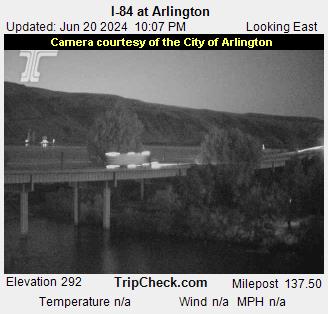 I-84 at Arlington
Updated: Jun 20 2024 10:07 PM Looking East
Camera courtesy of the City of Arlington
Elevation 292 TripCheck.com Milepost 137.50
Temperature n/a Wind n/a MPH n/a